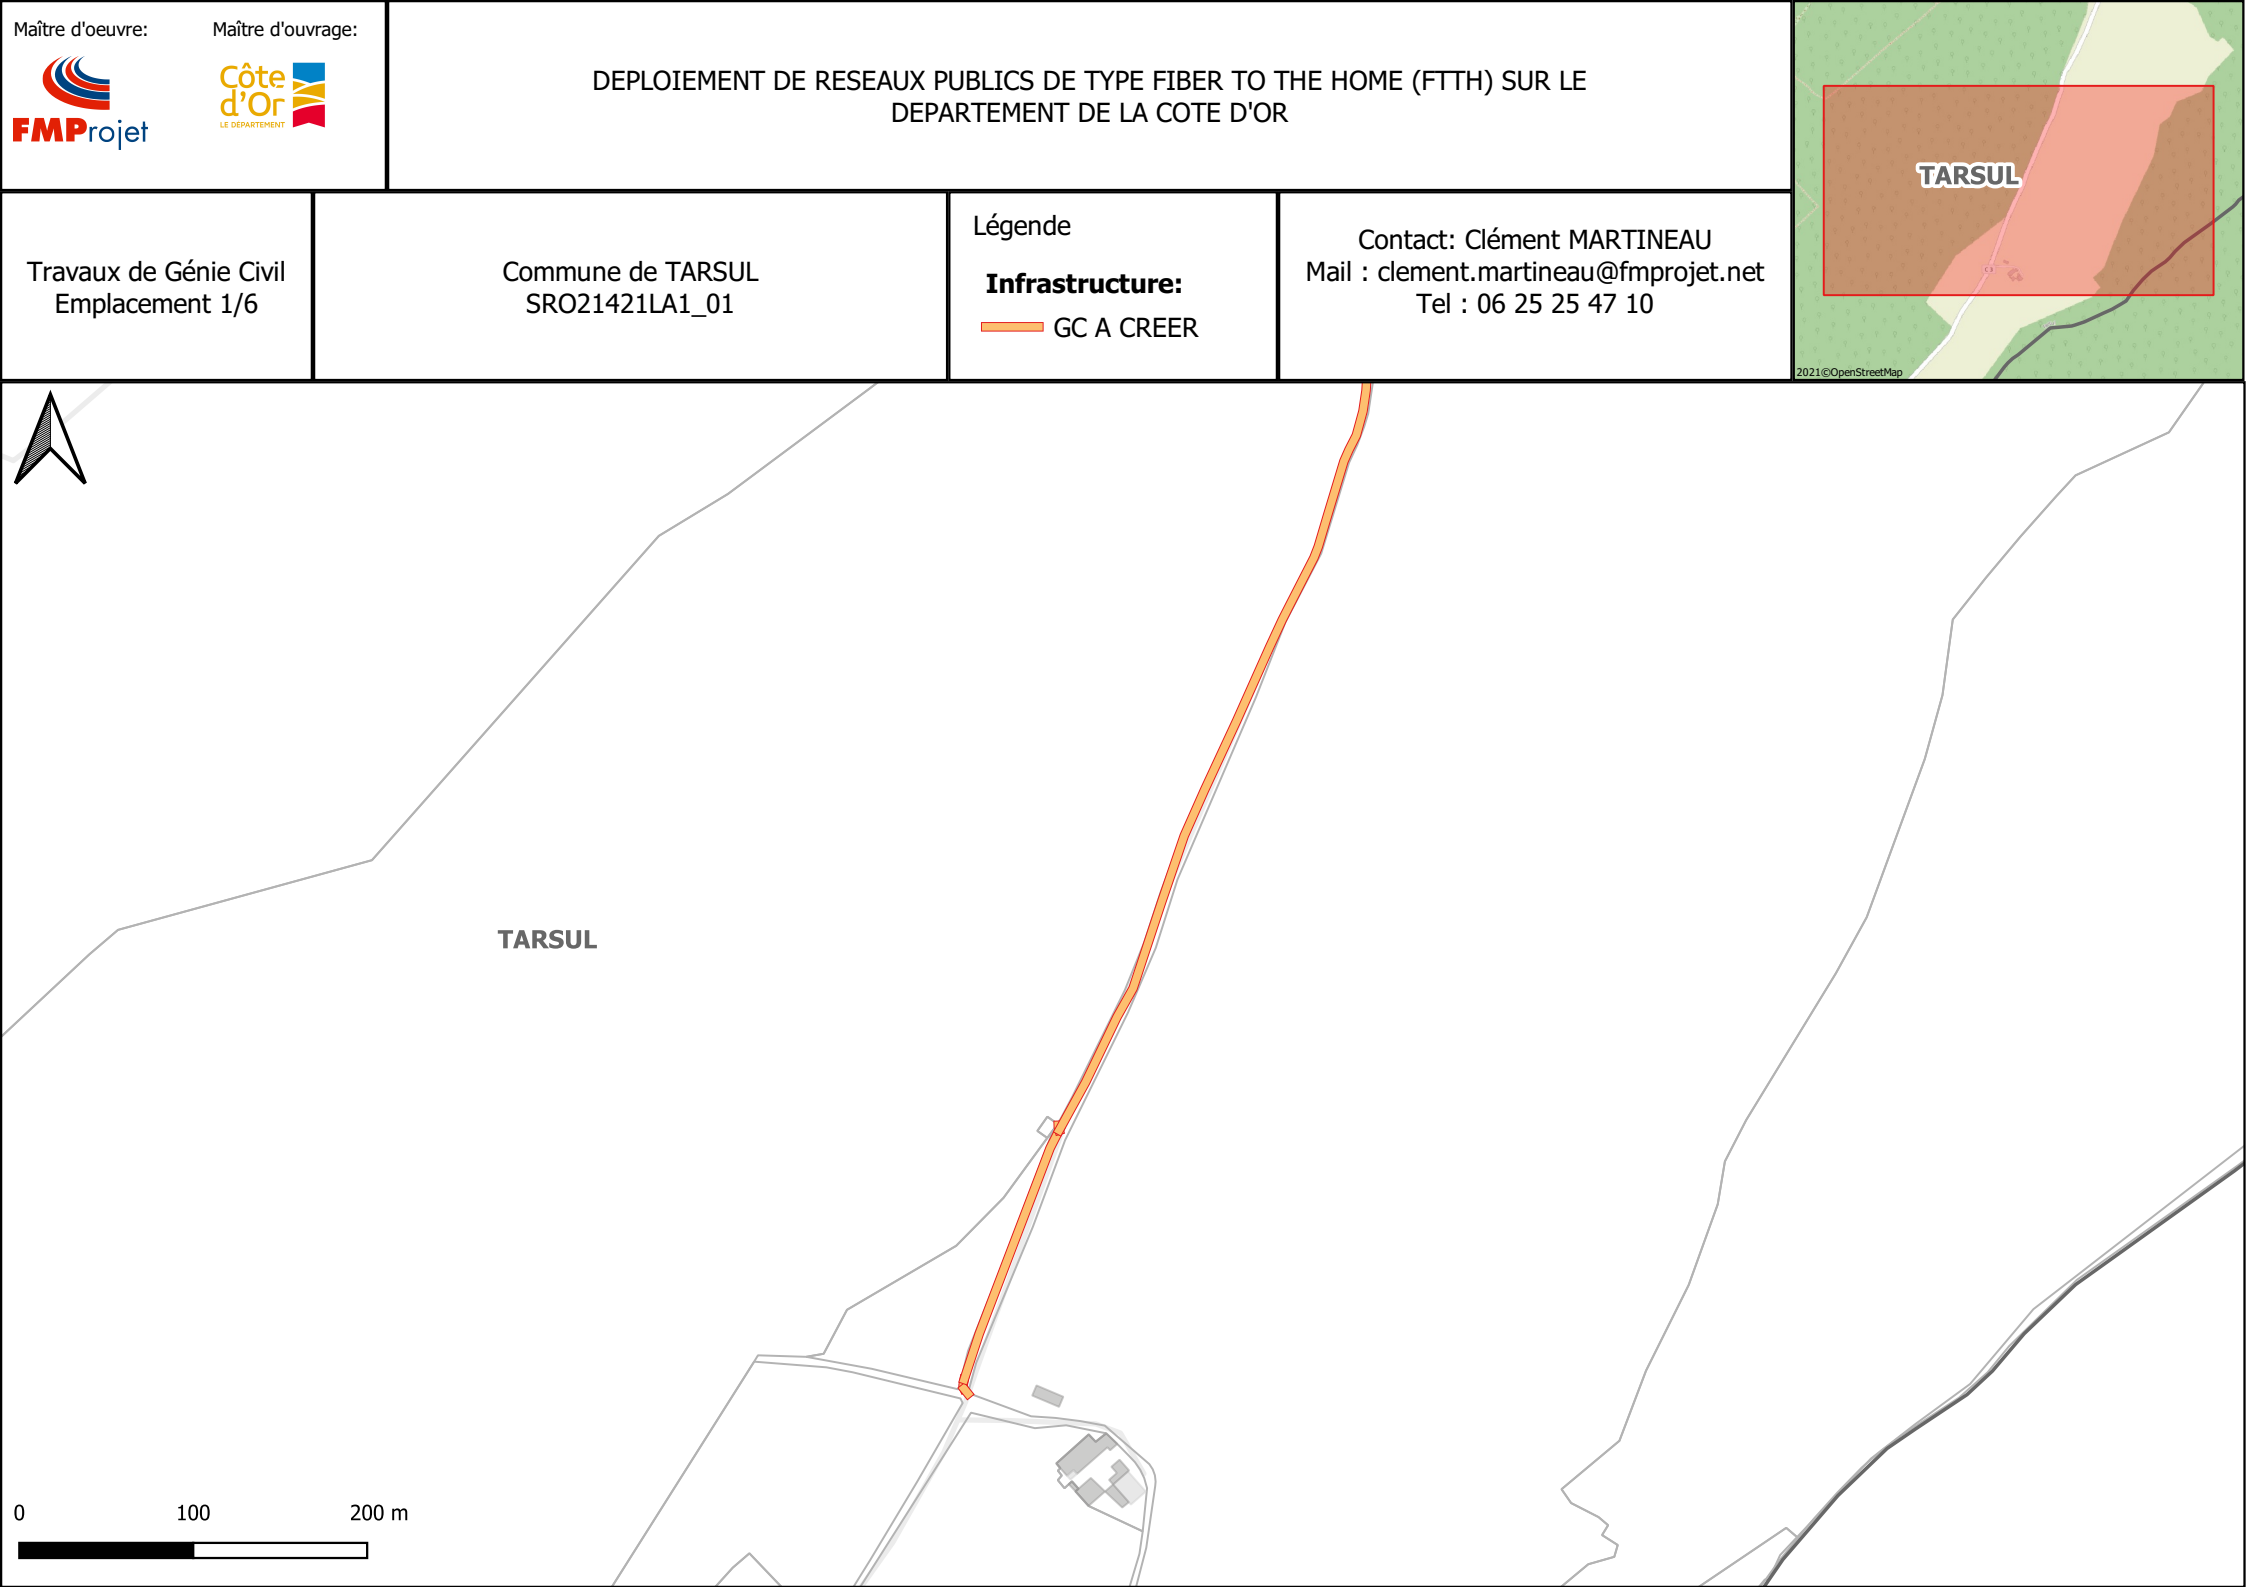 Maître d'oeuvre:
Maître d'ouvrage:
FMProjet
Côte
d'Or
LE DÉPARTEMENT
DEPLOIEMENT DE RESEAUX PUBLICS DE TYPE FIBER TO THE HOME (FTTH) SUR LE
DEPARTEMENT DE LA COTE D'OR
TARSUL
2021©OpenStreetMap
Travaux de Génie Civil
Emplacement 1/6
Commune de TARSUL
SRO21421LA1_01
Légende
Infrastructure:
GC A CREER
Contact: Clément MARTINEAU
Mail : clement.martineau@fmprojet.net
Tel : 06 25 25 47 10
TARSUL
0 100 200 m